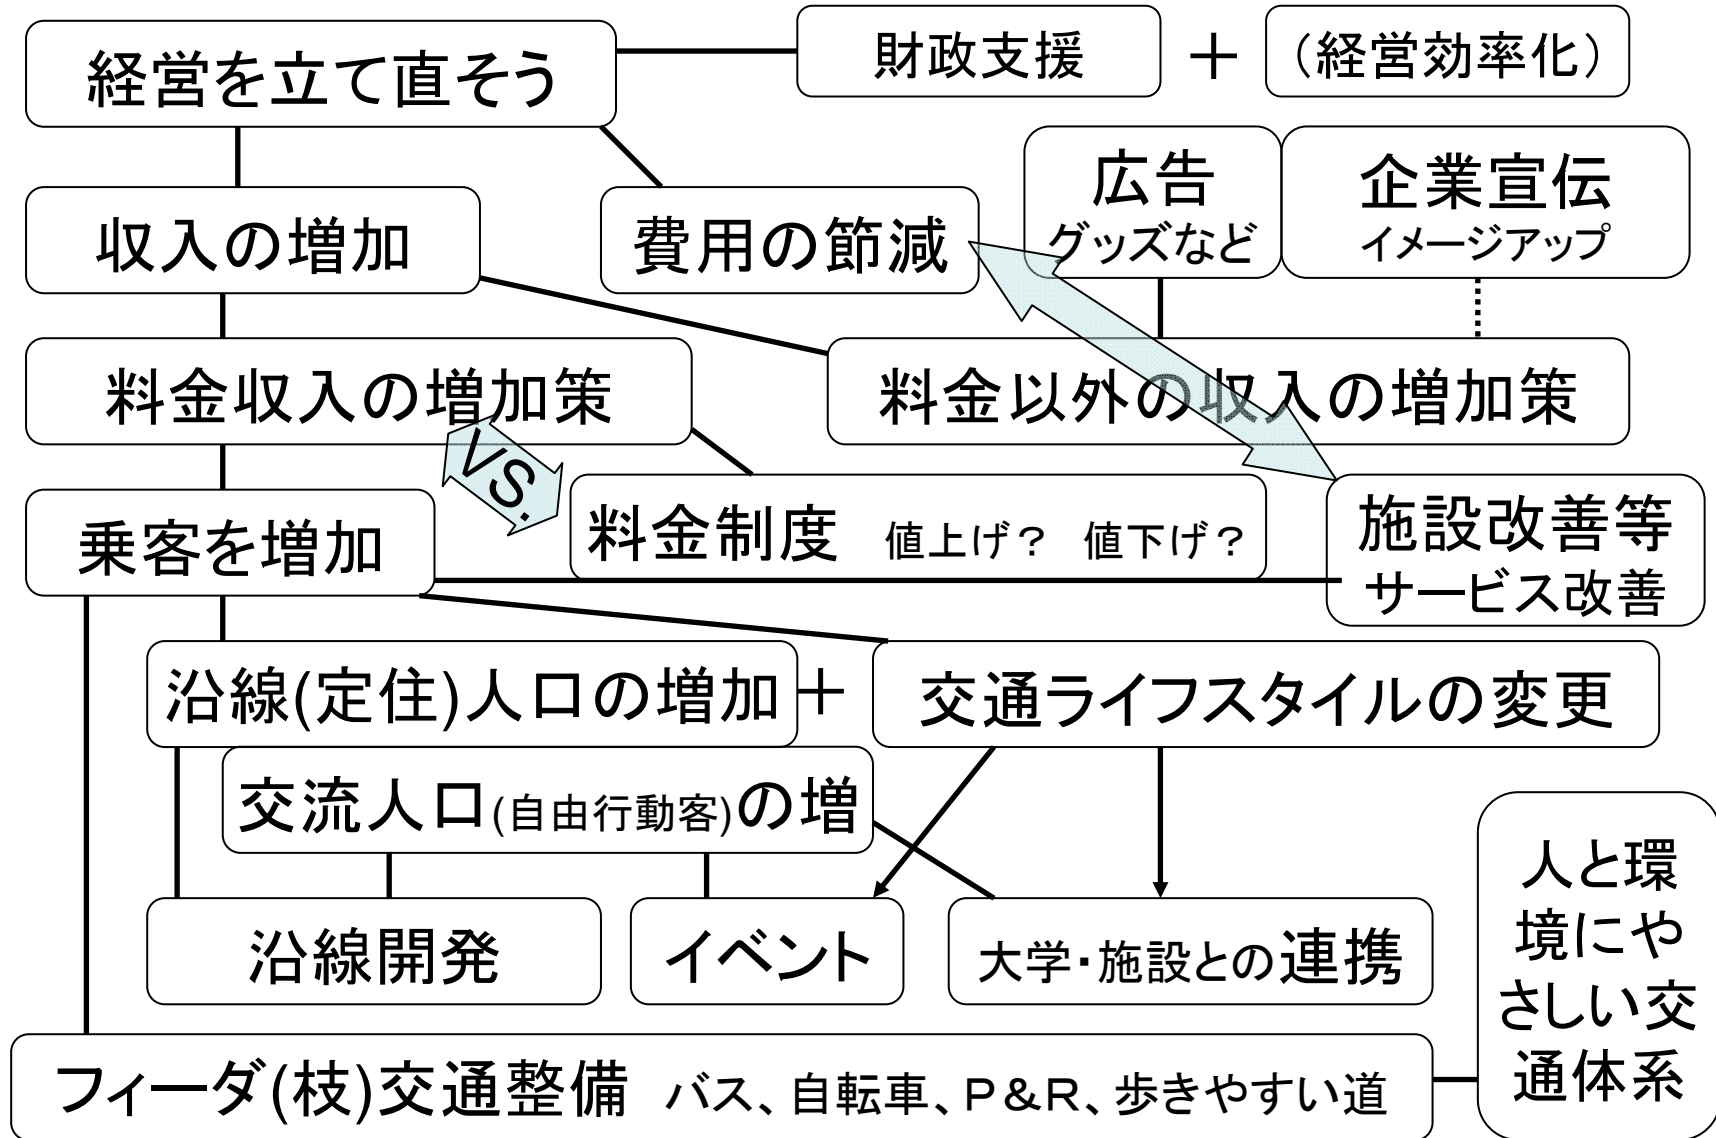 経営を立て直そう
財政支援
＋
(経営効率化)
収入の増加
費用の節減
広告
グッズなど
企業宣伝
イメージアップ
料金収入の増加策
料金以外の収入の増加策
VS.
乗客を増加
料金制度 値上げ？ 値下げ？
施設改善等
サービス改善
沿線(定住)人口の増加
＋
交通ライフスタイルの変更
交流人口(自由行動客)の増
沿線開発
イベント
大学・施設との連携
人と環
境にや
さしい交
通体系
フィーダ(枝)交通整備 バス、自転車、Ｐ＆Ｒ、歩きやすい道